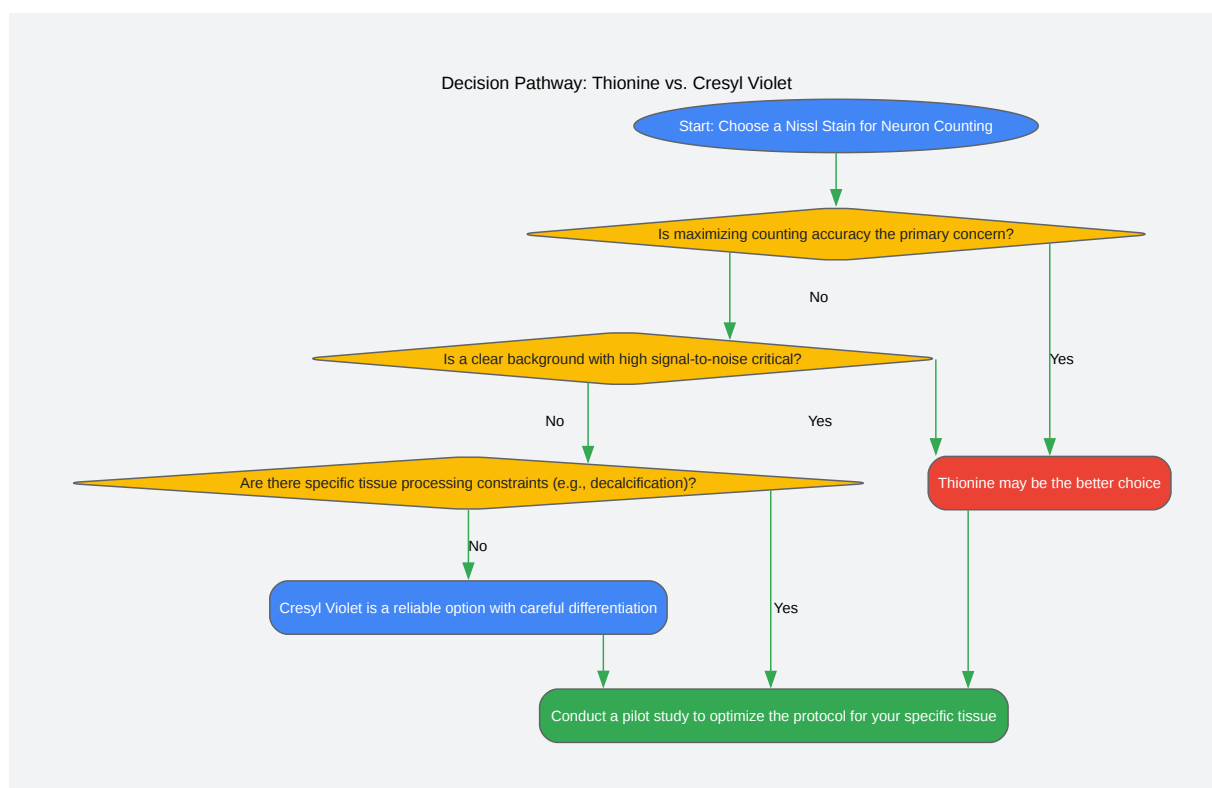 Decision Pathway: Thionine vs. Cresyl Violet
Start: Choose a Nissl Stain for Neuron Counting
Is maximizing counting accuracy the primary concern?
No
Is a clear background with high signal-to-noise critical?
Yes
No
Yes
Are there specific tissue processing constraints (e.g., decalcification)?
Thionine may be the better choice
No
Cresyl Violet is a reliable option with careful differentiation
Yes
Conduct a pilot study to optimize the protocol for your specific tissue